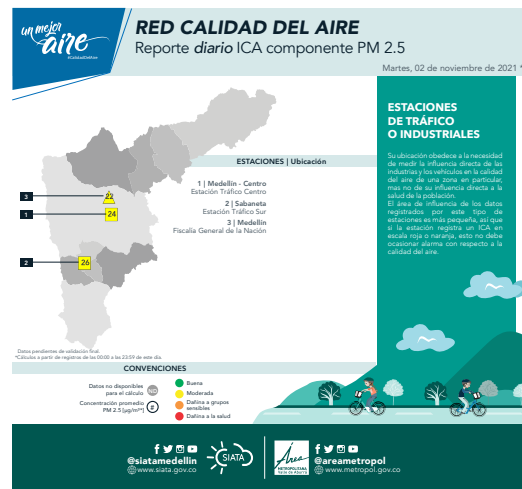 un mejor
aire
#CalidadDelAire
RED CALIDAD DEL AIRE
Reporte diario ICA componente PM 2.5
Martes, 02 de noviembre de 2021 *
ESTACIONES
DE TRÁFICO
O INDUSTRIALES
Su ubicación obedece a la necesidad
de medir la influencia directa de las
industrias y los vehículos en la calidad
del aire de una zona en particular,
mas no de su influencia directa a la
salud de la población.
El área de influencia de los datos
registrados por este tipo de
estaciones es más pequeña, así que
si la estación registra un ICA en
escala roja o naranja, esto no debe
ocasionar alarma con respecto a la
calidad del aire.
ESTACIONES | Ubicación
1 | Medellín - Centro
Estación Tráfico Centro
2 | Sabaneta
Estación Tráfico Sur
3 | Medellín
Fiscalía General de la Nación
3
22
1
24
2
26
Datos pendientes de validación final.
*Cálculos a partir de registros de las 00:00 a las 23:59 de este día.
CONVENCIONES
Datos no disponibles
para el cálculo
ND
Concentración promedio
PM 2.5 [µg/m³*]
#
Buena
Moderada
Dañina a grupos
sensibles
Dañina a la salud
@siatamedellin
www.siata.gov.co
SIATA
Área
METROPOLITANA
Valle de Aburrá
@areametropol
www.metropol.gov.co